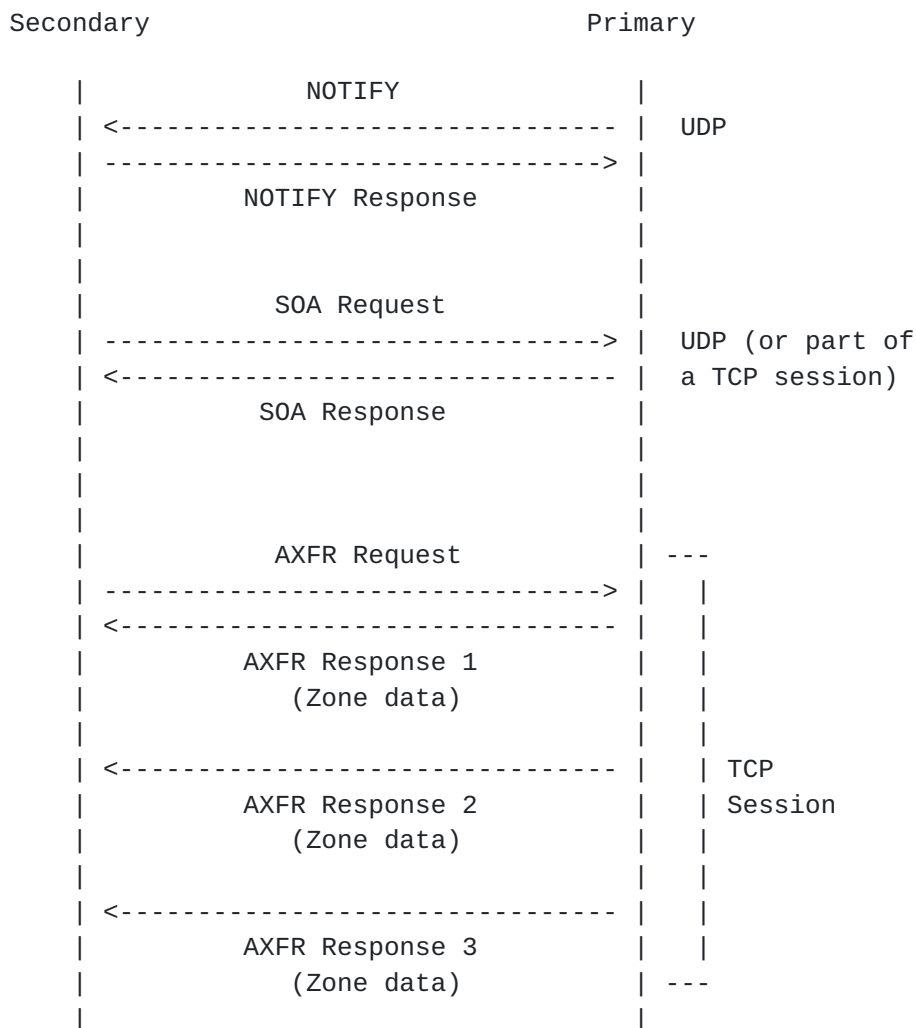 Secondary                            Primary

    |              NOTIFY               |
    | <-------------------------------- |  UDP
    | --------------------------------> |
    |          NOTIFY Response          |
    |                                   |
    |                                   |
    |            SOA Request            |
    | --------------------------------> |  UDP (or part of
    | <-------------------------------- |  a TCP session)
    |           SOA Response            |
    |                                   |
    |                                   |
    |                                   |
    |            AXFR Request           | ---
    | --------------------------------> |   |
    | <-------------------------------- |   |
    |          AXFR Response 1          |   |
    |             (Zone data)           |   |
    |                                   |   |
    | <-------------------------------- |   | TCP
    |          AXFR Response 2          |   | Session
    |             (Zone data)           |   |
    |                                   |   |
    | <-------------------------------- |   |
    |          AXFR Response 3          |   |
    |             (Zone data)           | ---
    |                                   |